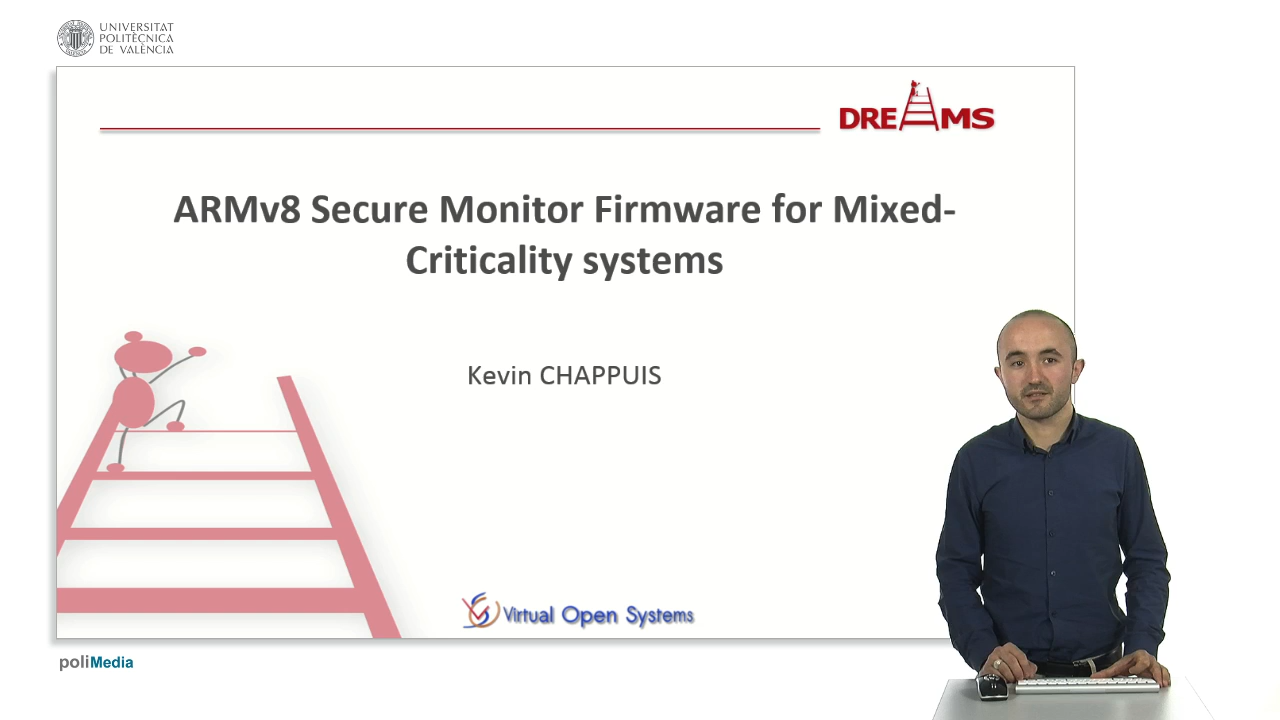 UNIVERSITAT
POLITÈCNICA
DE VALÈNCIA
DREAMS
ARMv8 Secure Monitor Firmware for Mixed-
Criticality systems
Kevin CHAPPUIS
Virtual Open Systems
poliMedia